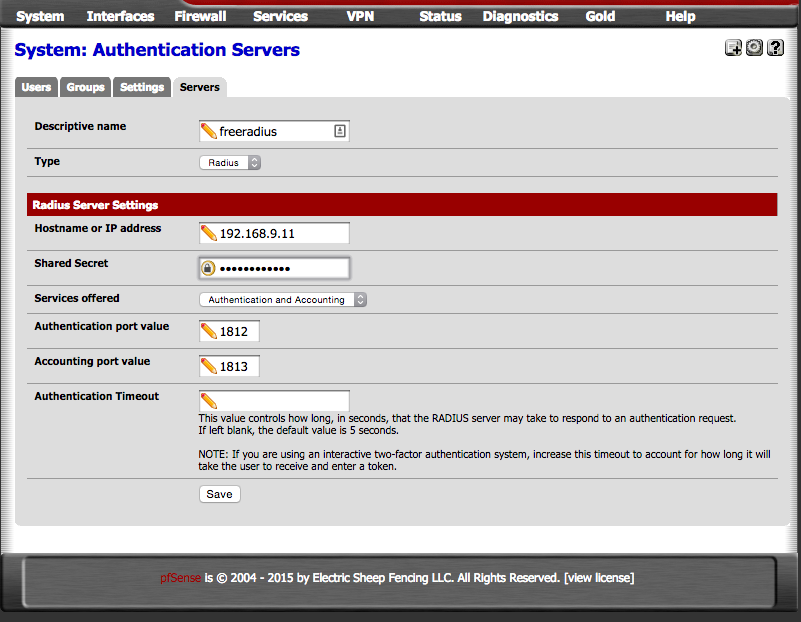 System Interfaces Firewall Services VPN Status Diagnostics Gold Help
System: Authentication Servers
?
Users Groups Settings Servers
Descriptive name freeradius
Type Radius
Radius Server Settings
Hostname or IP address 192.168.9.11
Shared Secret ••••••••••••
Services offered Authentication and Accounting
Authentication port value 1812
Accounting port value 1813
Authentication Timeout
This value controls how long, in seconds, that the RADIUS server may take to respond to an authentication request.
If left blank, the default value is 5 seconds.
NOTE: If you are using an interactive two-factor authentication system, increase this timeout to account for how long it will
take the user to receive and enter a token.
Save
pfSense is © 2004 - 2015 by Electric Sheep Fencing LLC. All Rights Reserved. [view license]